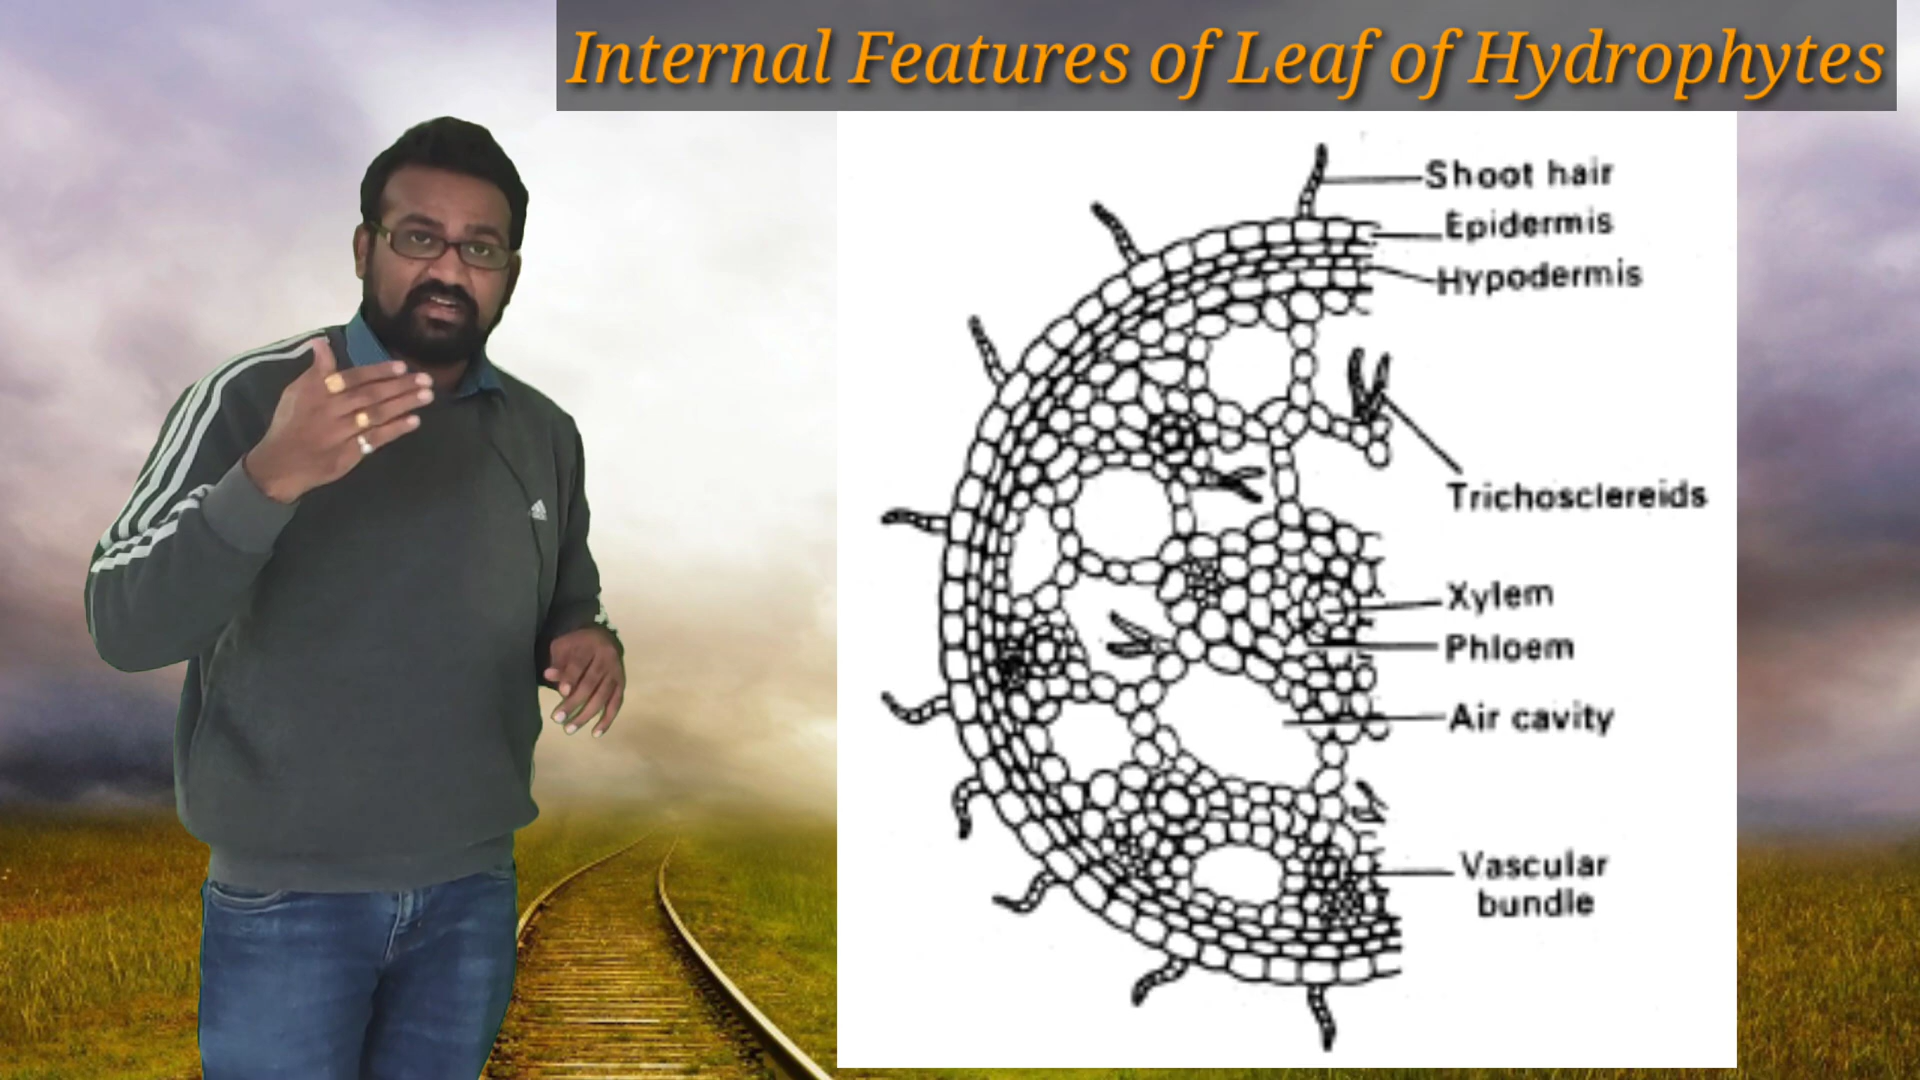 Internal Features of Leaf of Hydrophytes
Shoot hair
Epidermis
Hypodermis
Trichosclereids
Xylem
Phloem
Air cavity
Vascular
bundle